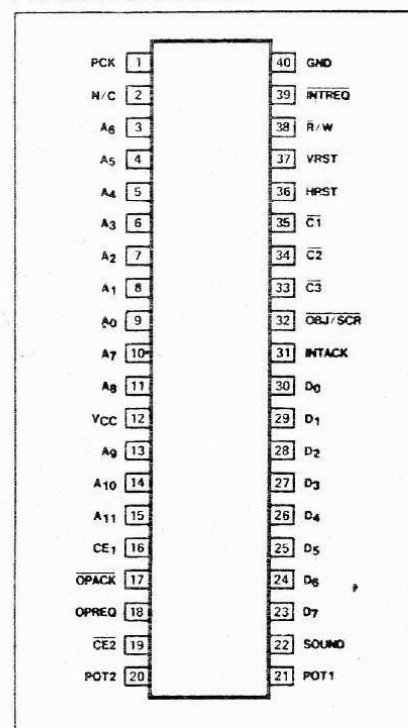 PCK 1 40 GND
N/C 2 39 INTREQ
A6 3 38 R/W
A5 4 37 VRST
A4 5 36 HRST
A3 6 35 C1
A2 7 34 C2
A1 8 33 C3
A0 9 32 OBJ/SCR
A7 10 31 INTACK
A8 11 30 D0
VCC 12 29 D1
A9 13 28 D2
A10 14 27 D3
A11 15 26 D4
CE1 16 25 D5
OPACK 17 24 D6
OPREQ 18 23 D7
CE2 19 22 SOUND
POT2 20 21 POT1